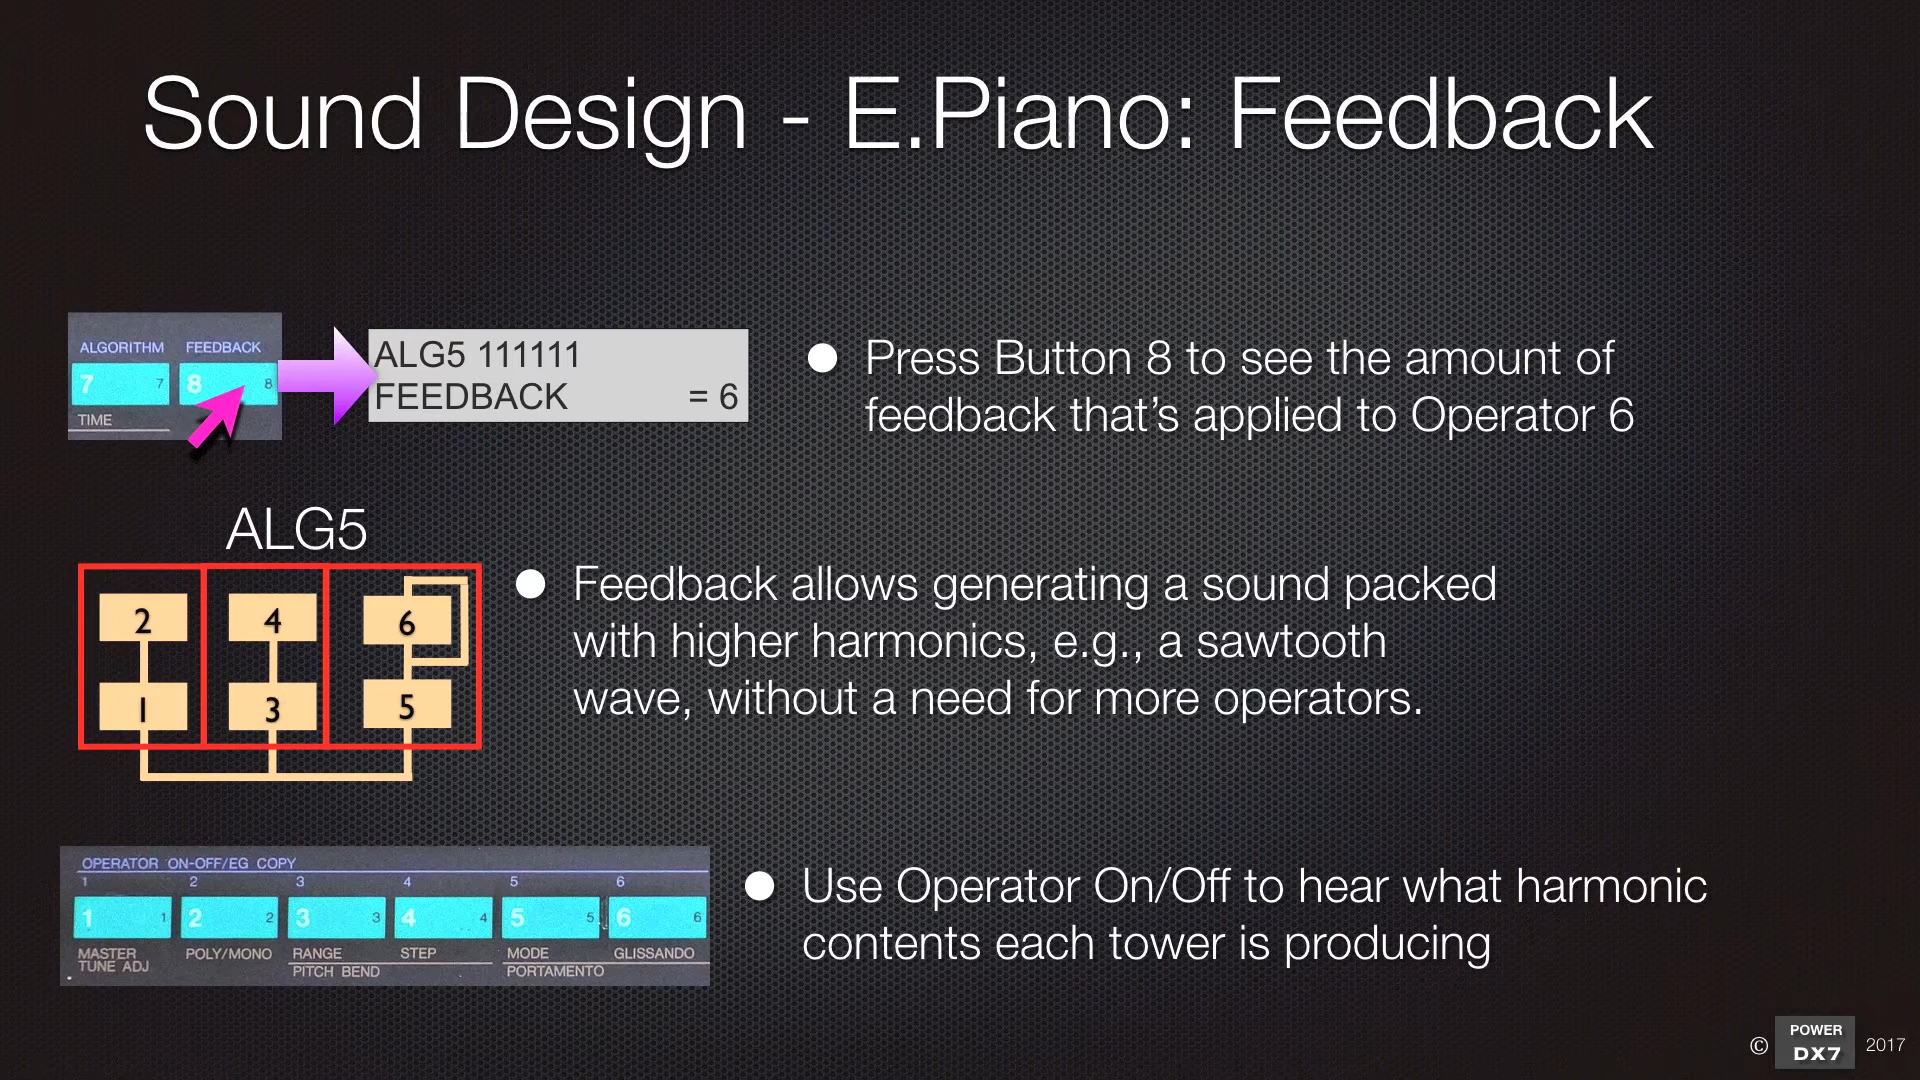 Sound Design - E.Piano: Feedback
ALGORITHM FEEDBACK
7 7 8 8
TIME
ALG5 111111
FEEDBACK = 6
Press Button 8 to see the amount of
feedback that’s applied to Operator 6
ALG5
2 4 6
1 3 5
Feedback allows generating a sound packed
with higher harmonics, e.g., a sawtooth
wave, without a need for more operators.
OPERATOR ON-OFF/EG COPY
1 2 3 4 5 6
1 1 2 2 3 3 4 4 5 5 6 6
MASTER POLY/MONO RANGE STEP MODE GLISSANDO
TUNE ADJ PITCH BEND PORTAMENTO
Use Operator On/Off to hear what harmonic
contents each tower is producing
© POWER DX7 2017